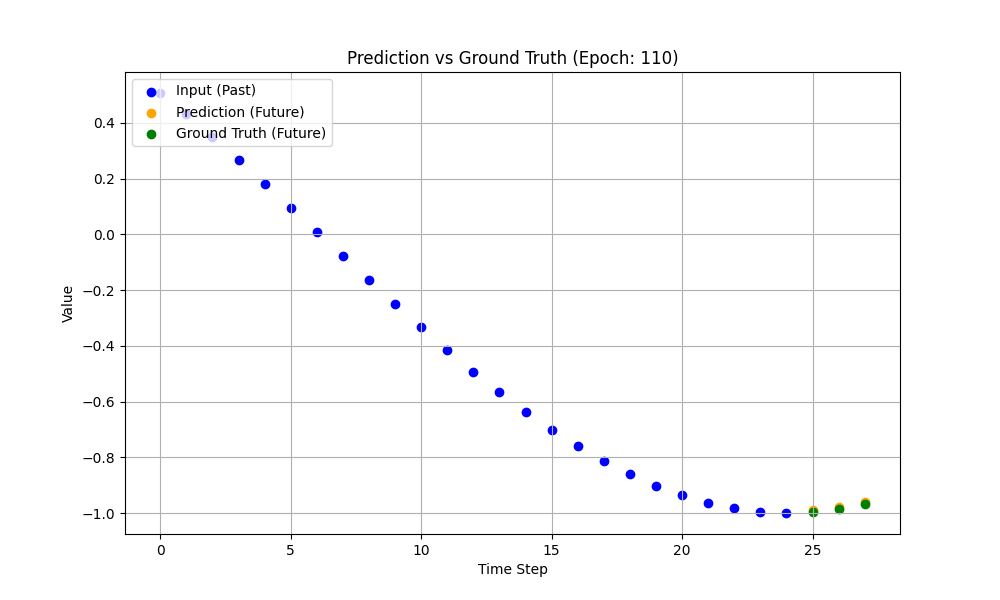 Prediction vs Ground Truth (Epoch: 110)
Input (Past)
Prediction (Future)
Ground Truth (Future)
0.4
0.2
0.0
−0.2
−0.4
−0.6
−0.8
−1.0
Value
0 5 10 15 20 25
Time Step